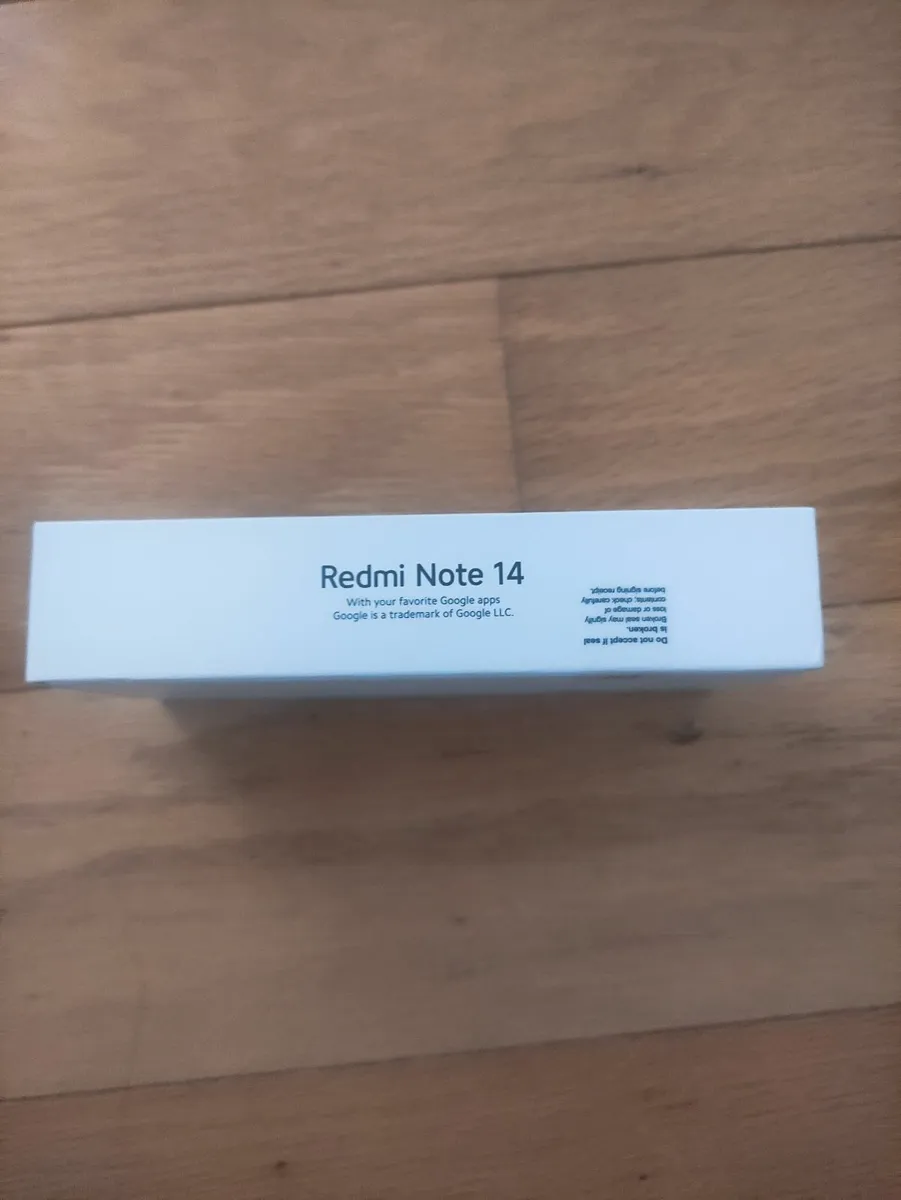 Redmi Note 14
With your favorite Google apps
Google is a trademark of Google LLC.
Do not accept if seal
is broken.
Broken seal may signify
loss or damage of
contents, check carefully
before signing receipt.